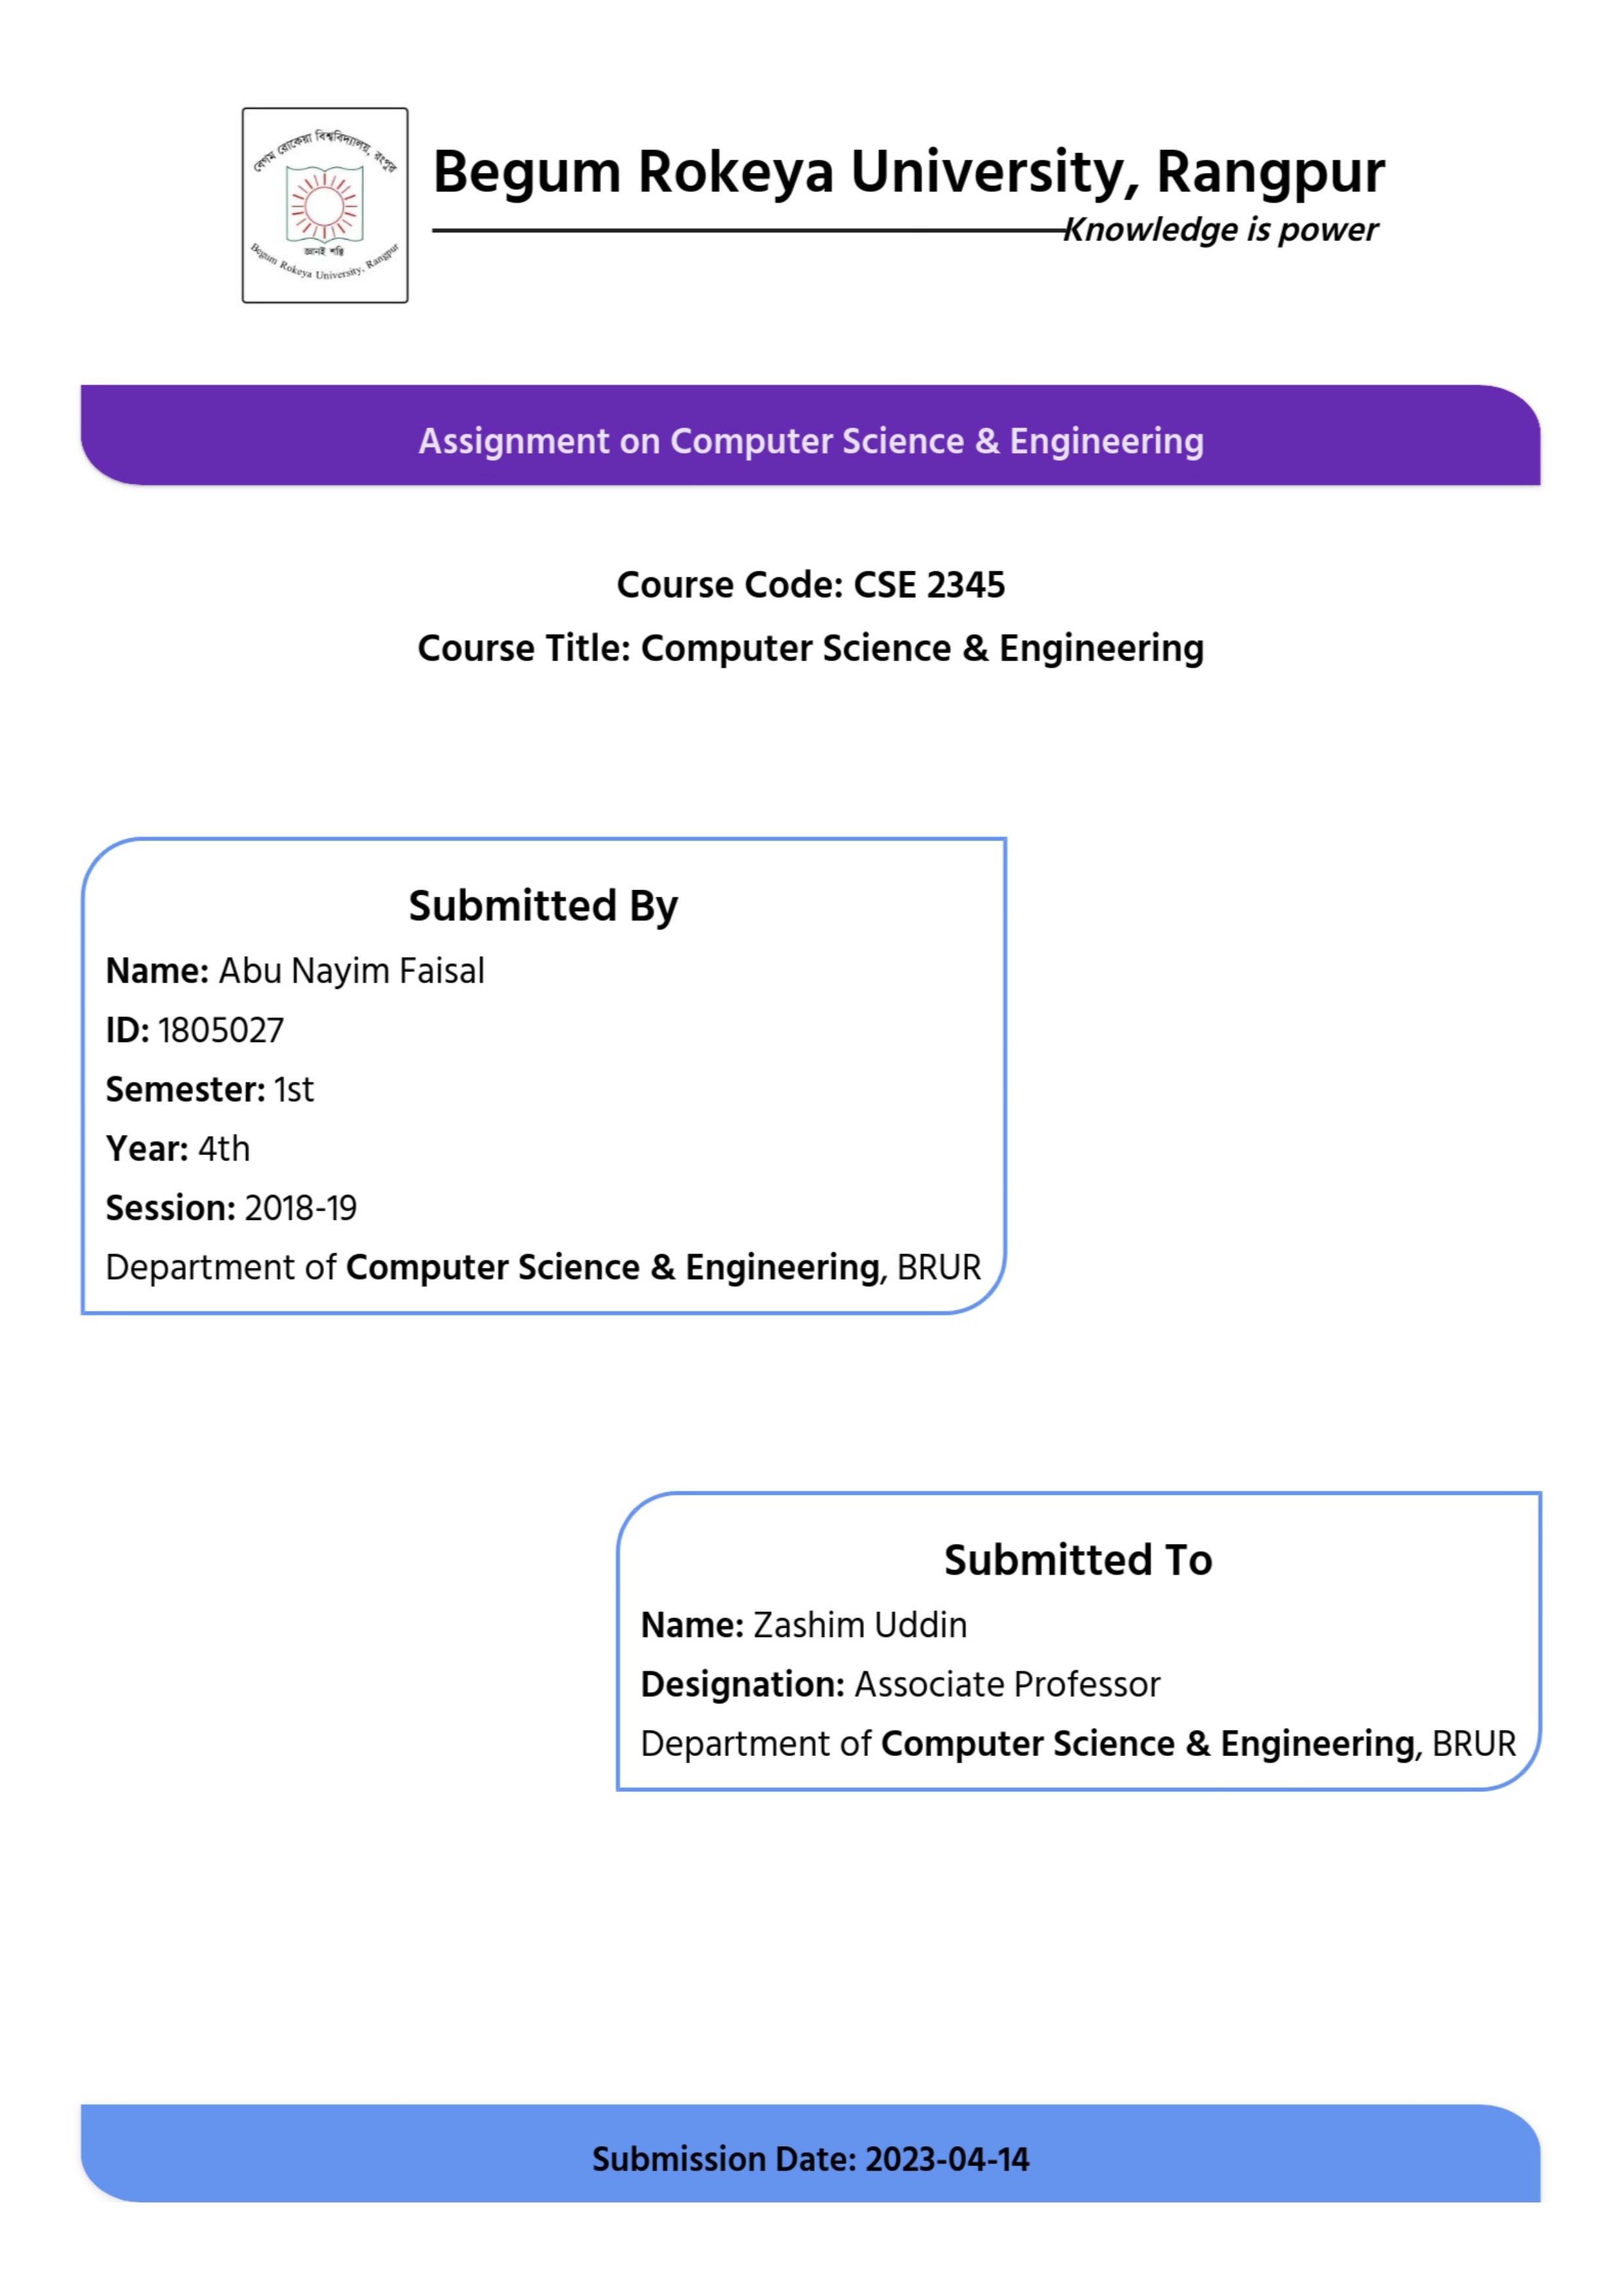 বেগম রোকেয়া বিশ্ববিদ্যালয়, রংপুর
জ্ঞানই শক্তি
Begum Rokeya University, Rangpur
Begum Rokeya University, Rangpur
Knowledge is power
Assignment on Computer Science & Engineering
Course Code: CSE 2345
Course Title: Computer Science & Engineering
Submitted By
Name: Abu Nayim Faisal
ID: 1805027
Semester: 1st
Year: 4th
Session: 2018-19
Department of Computer Science & Engineering, BRUR
Submitted To
Name: Zashim Uddin
Designation: Associate Professor
Department of Computer Science & Engineering, BRUR
Submission Date: 2023-04-14